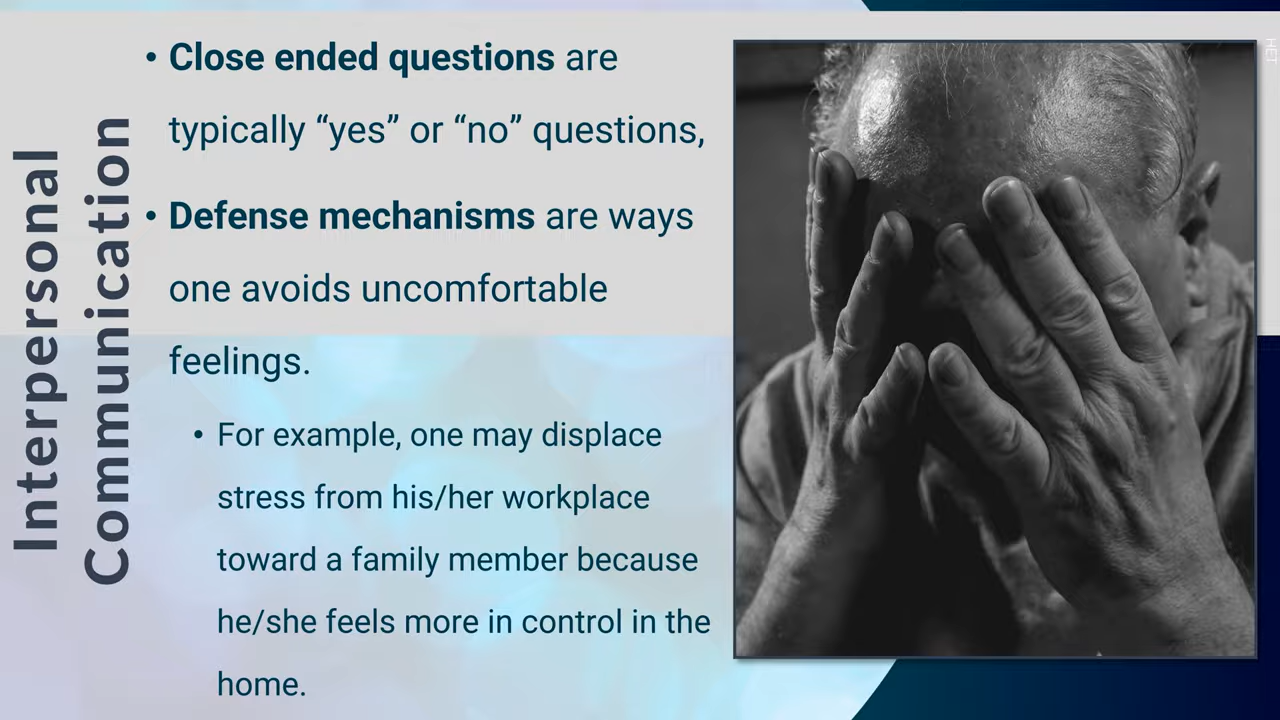 Interpersonal
Communication
• Close ended questions are
typically “yes” or “no” questions,
• Defense mechanisms are ways
one avoids uncomfortable
feelings.
• For example, one may displace
stress from his/her workplace
toward a family member because
he/she feels more in control in the
home.
HET